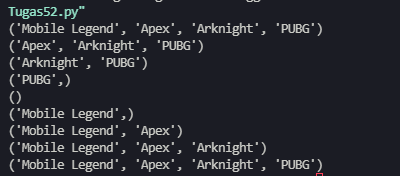 Tugas52.py"
('Mobile Legend', 'Apex', 'Arknight', 'PUBG')
('Apex', 'Arknight', 'PUBG')
('Arknight', 'PUBG')
('PUBG',)
()
('Mobile Legend',)
('Mobile Legend', 'Apex')
('Mobile Legend', 'Apex', 'Arknight')
('Mobile Legend', 'Apex', 'Arknight', 'PUBG')